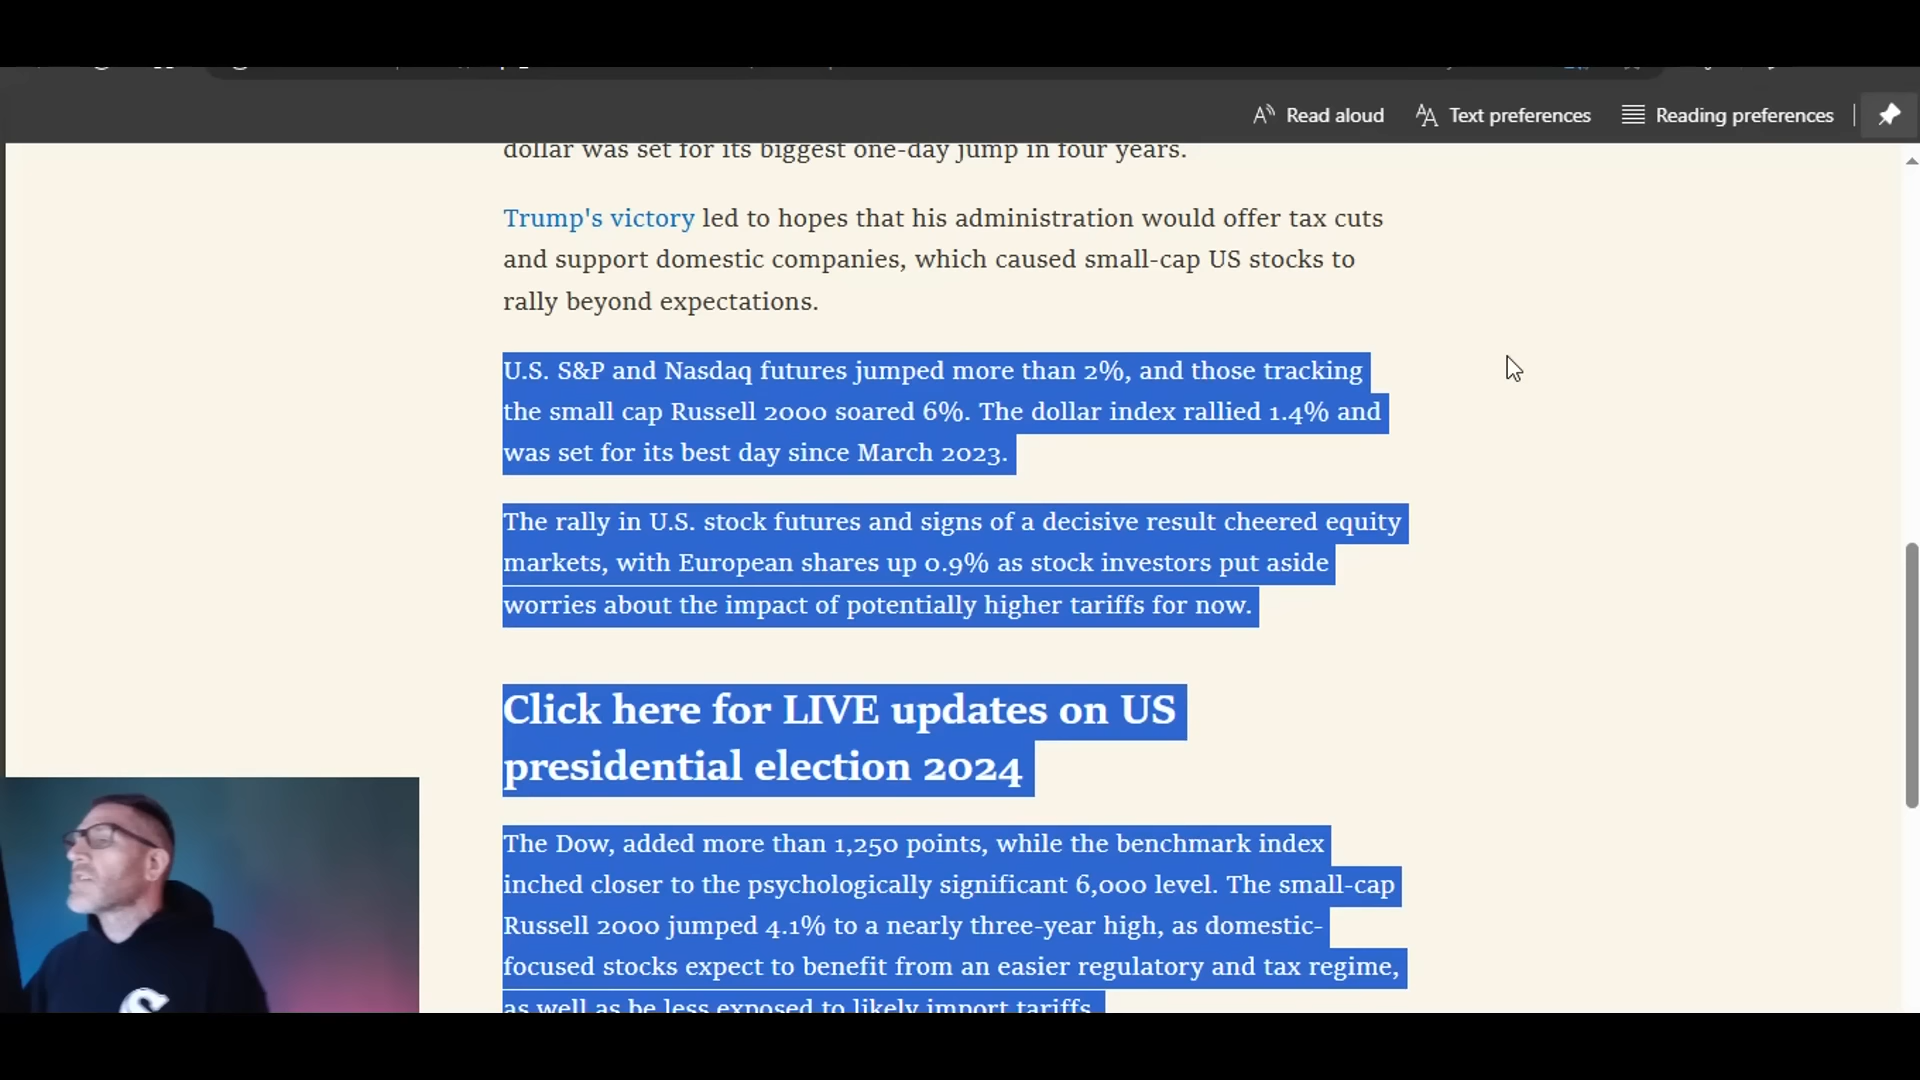 Read aloud
Text preferences
Reading preferences
dollar was set for its biggest one-day jump in four years.
Trump's victory led to hopes that his administration would offer tax cuts
and support domestic companies, which caused small-cap US stocks to
rally beyond expectations.
U.S. S&P and Nasdaq futures jumped more than 2%, and those tracking
the small cap Russell 2000 soared 6%. The dollar index rallied 1.4% and
was set for its best day since March 2023.
The rally in U.S. stock futures and signs of a decisive result cheered equity
markets, with European shares up 0.9% as stock investors put aside
worries about the impact of potentially higher tariffs for now.
Click here for LIVE updates on US
presidential election 2024
The Dow, added more than 1,250 points, while the benchmark index
inched closer to the psychologically significant 6,000 level. The small-cap
Russell 2000 jumped 4.1% to a nearly three-year high, as domestic-
focused stocks expect to benefit from an easier regulatory and tax regime,
as well as be less exposed to likely import tariffs.